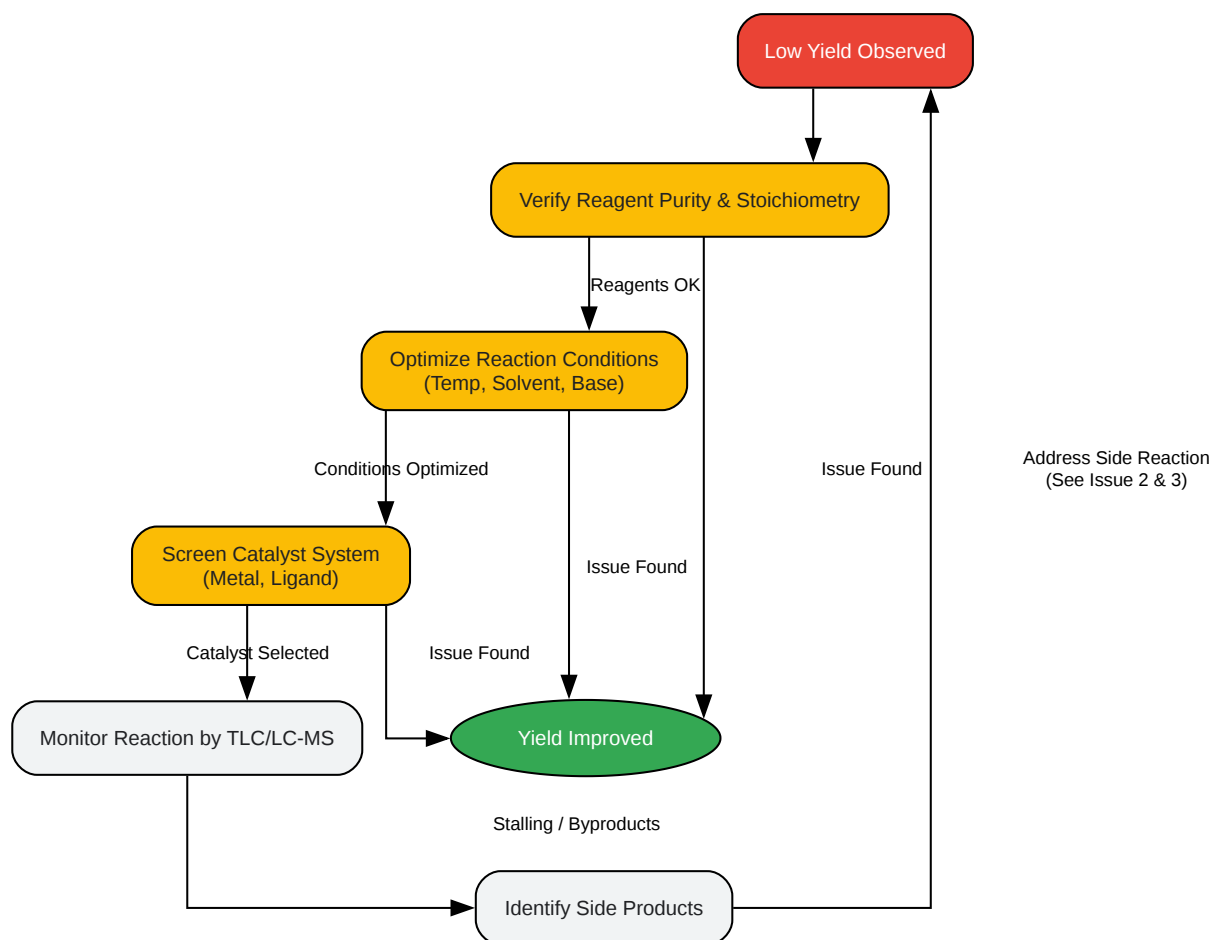 Low Yield Observed
Verify Reagent Purity & Stoichiometry
Reagents OK
Optimize Reaction Conditions
(Temp, Solvent, Base)
Conditions Optimized
Issue Found
Address Side Reaction
(See Issue 2 & 3)
Screen Catalyst System
(Metal, Ligand)
Issue Found
Catalyst Selected
Issue Found
Monitor Reaction by TLC/LC-MS
Yield Improved
Stalling / Byproducts
Identify Side Products